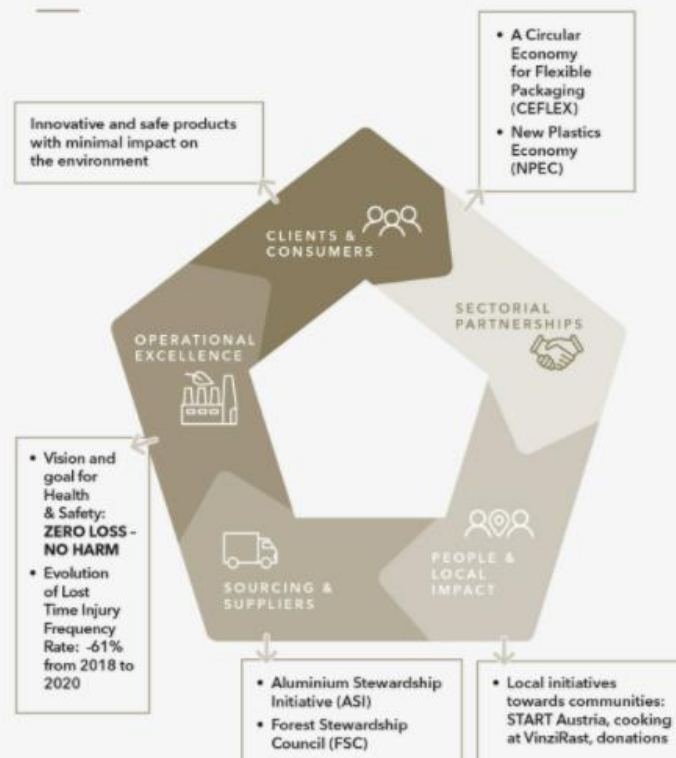 • A Circular
Economy
for Flexible
Packaging
(CEFLEX)
• New Plastics
Economy
(NPEC)
Innovative and safe products
with minimal impact on
the environment
CLIENTS &
CONSUMERS
SECTORIAL
PARTNERSHIPS
OPERATIONAL
EXCELLENCE
• Vision and
goal for
Health
& Safety:
ZERO LOSS –
NO HARM
• Evolution
of Lost
Time Injury
Frequency
Rate: -61%
from 2018 to
2020
SOURCING &
SUPPLIERS
PEOPLE &
LOCAL
IMPACT
• Aluminium Stewardship
Initiative (ASI)
• Forest Stewardship
Council (FSC)
• Local initiatives
towards communities:
START Austria, cooking
at VinziRast, donations